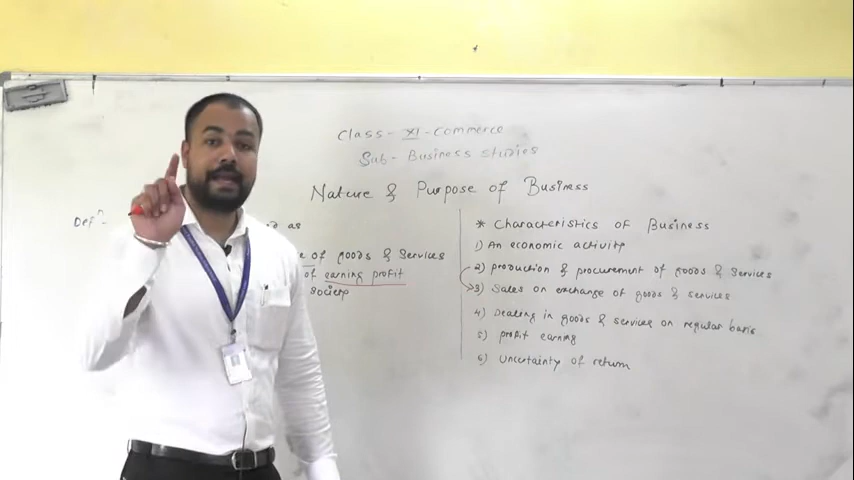 Class - XI - Commerce
Sub - Business Studies
Nature & Purpose of Business
Defⁿ - as
of goods & Services
of earning profit
society
* Characteristics of Business
1) An economic activity
2) production & procurement of goods & services
3) Sales on exchange of goods & services
4) Dealing in goods & services on regular basis
5) profit earning
6) Uncertainty of return